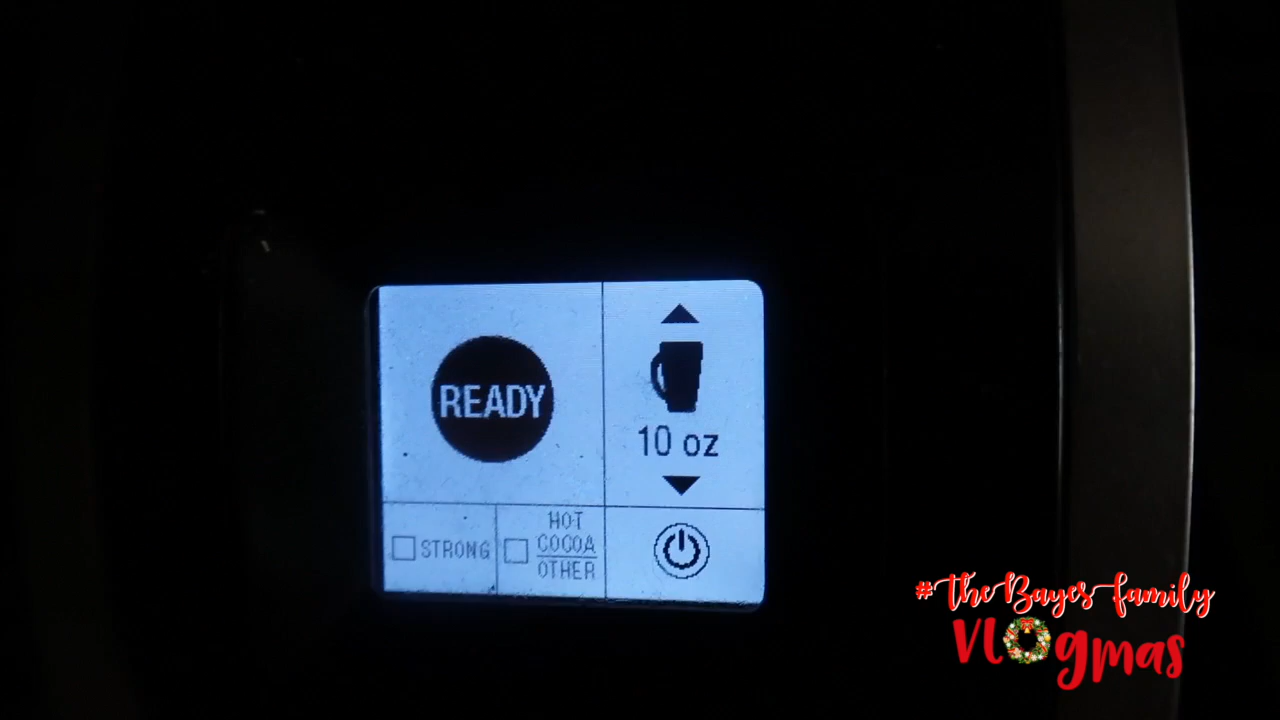 READY
10 oz
STRONG
HOT
COCOA
OTHER
#theBayesfamily
Vlogmas